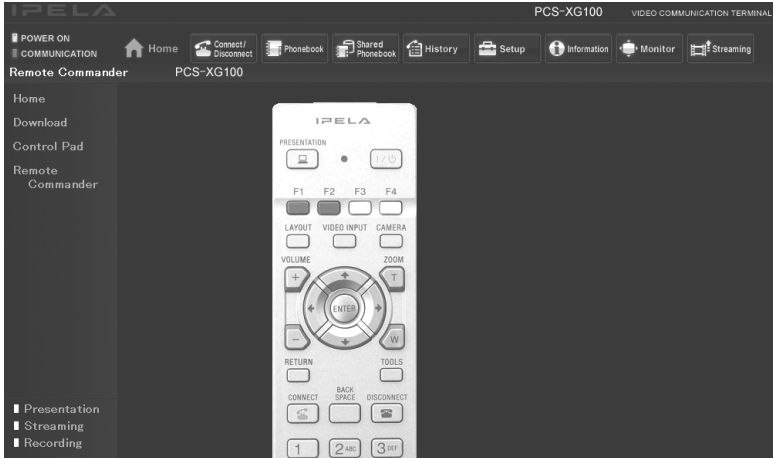 IPELA
PCS-XG100 VIDEO COMMUNICATION TERMINAL
POWER ON
COMMUNICATION
Home
Connect/
Disconnect
Phonebook
Shared
Phonebook
History
Setup
Information
Monitor
Streaming
Remote Commander PCS-XG100
Home
Download
Control Pad
Remote
Commander
IPELA
PRESENTATION
I/⏻
F1 F2 F3 F4
LAYOUT VIDEO INPUT CAMERA
VOLUME ZOOM
+ T
ENTER
− W
RETURN TOOLS
CONNECT BACK SPACE DISCONNECT
1 2ABC 3DEF
Presentation
Streaming
Recording